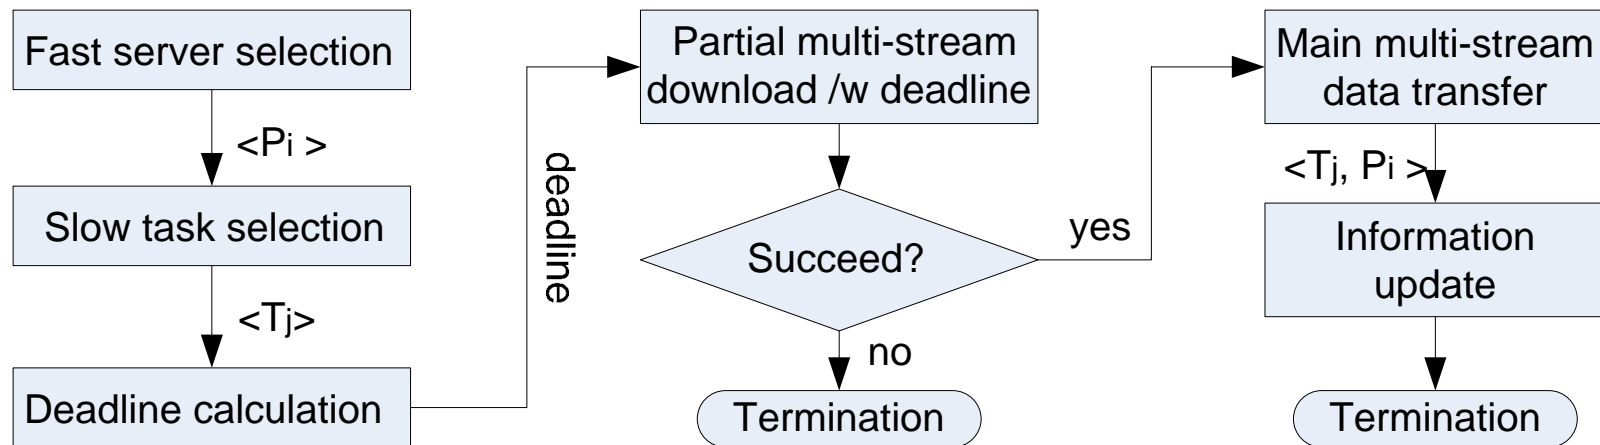 Fast server selection
<Pi >
Slow task selection
<Tj>
Deadline calculation
deadline
Partial multi-stream
download /w deadline
Succeed?
yes
no
Termination
Main multi-stream
data transfer
<Tj, Pi >
Information
update
Termination